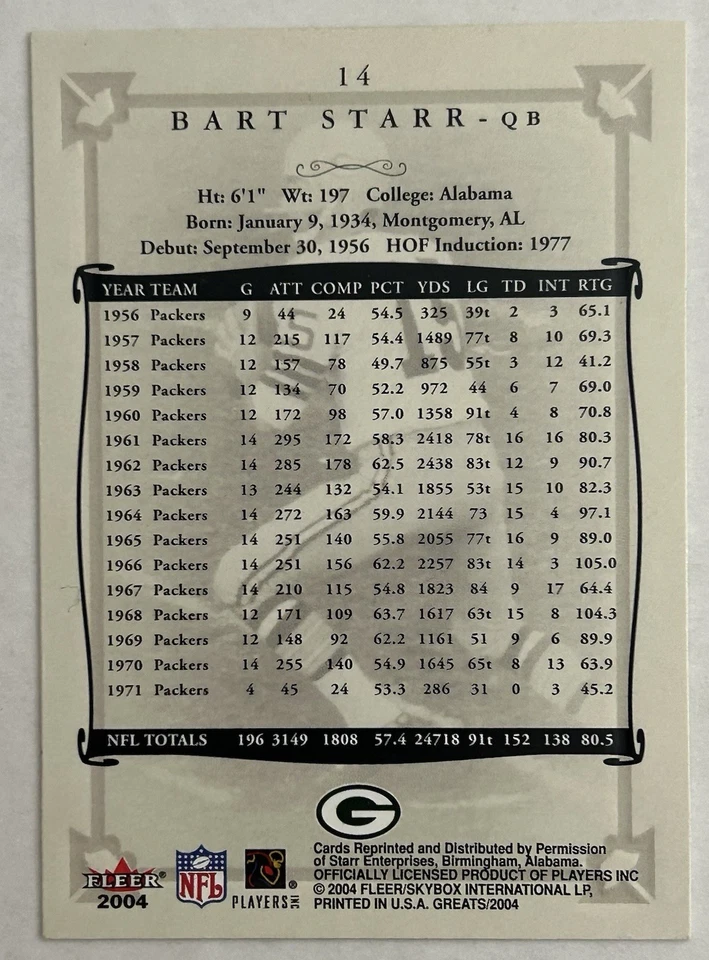 14
BART STARR - QB
Ht: 6'1" Wt: 197 College: Alabama
Born: January 9, 1934, Montgomery, AL
Debut: September 30, 1956 HOF Induction: 1977
YEAR TEAM G ATT COMP PCT YDS LG TD INT RTG
1956 Packers 9 44 24 54.5 325 39t 2 3 65.1
1957 Packers 12 215 117 54.4 1489 77t 8 10 69.3
1958 Packers 12 157 78 49.7 875 55t 3 12 41.2
1959 Packers 12 134 70 52.2 972 44 6 7 69.0
1960 Packers 12 172 98 57.0 1358 91t 4 8 70.8
1961 Packers 14 295 172 58.3 2418 78t 16 16 80.3
1962 Packers 14 285 178 62.5 2438 83t 12 9 90.7
1963 Packers 13 244 132 54.1 1855 53t 15 10 82.3
1964 Packers 14 272 163 59.9 2144 73 15 4 97.1
1965 Packers 14 251 140 55.8 2055 77t 16 9 89.0
1966 Packers 14 251 156 62.2 2257 83t 14 3 105.0
1967 Packers 14 210 115 54.8 1823 84 9 17 64.4
1968 Packers 12 171 109 63.7 1617 63t 15 8 104.3
1969 Packers 12 148 92 62.2 1161 51 9 6 89.9
1970 Packers 14 255 140 54.9 1645 65t 8 13 63.9
1971 Packers 4 45 24 53.3 286 31 0 3 45.2
NFL TOTALS 196 3149 1808 57.4 24718 91t 152 138 80.5
G
Cards Reprinted and Distributed by Permission
of Starr Enterprises, Birmingham, Alabama.
OFFICIALLY LICENSED PRODUCT OF PLAYERS INC
© 2004 FLEER/SKYBOX INTERNATIONAL LP,
PRINTED IN U.S.A. GREATS/2004
FLEER®
2004
NFL
PLAYERS INC ®